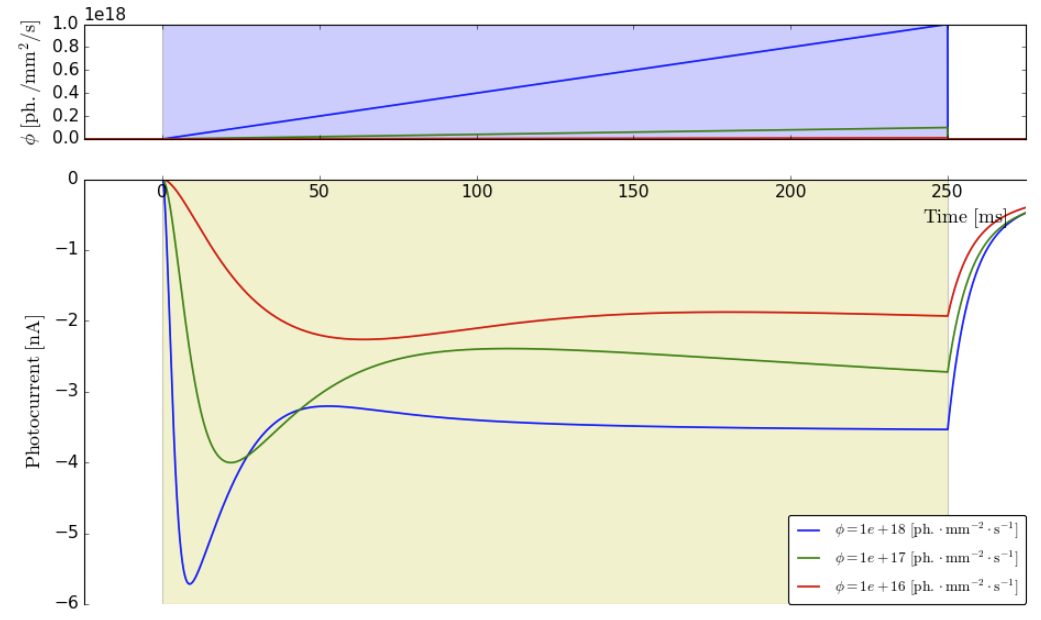 1e18
1.0
0.8
0.6
0.4
0.2
0.0
ϕ [ph./mm²/s]
0
−1
−2
−3
−4
−5
−6
Photocurrent [nA]
0 50 100 150 200 250
Time [ms]
ϕ=1e+18 [ph.·mm⁻²·s⁻¹]
ϕ=1e+17 [ph.·mm⁻²·s⁻¹]
ϕ=1e+16 [ph.·mm⁻²·s⁻¹]